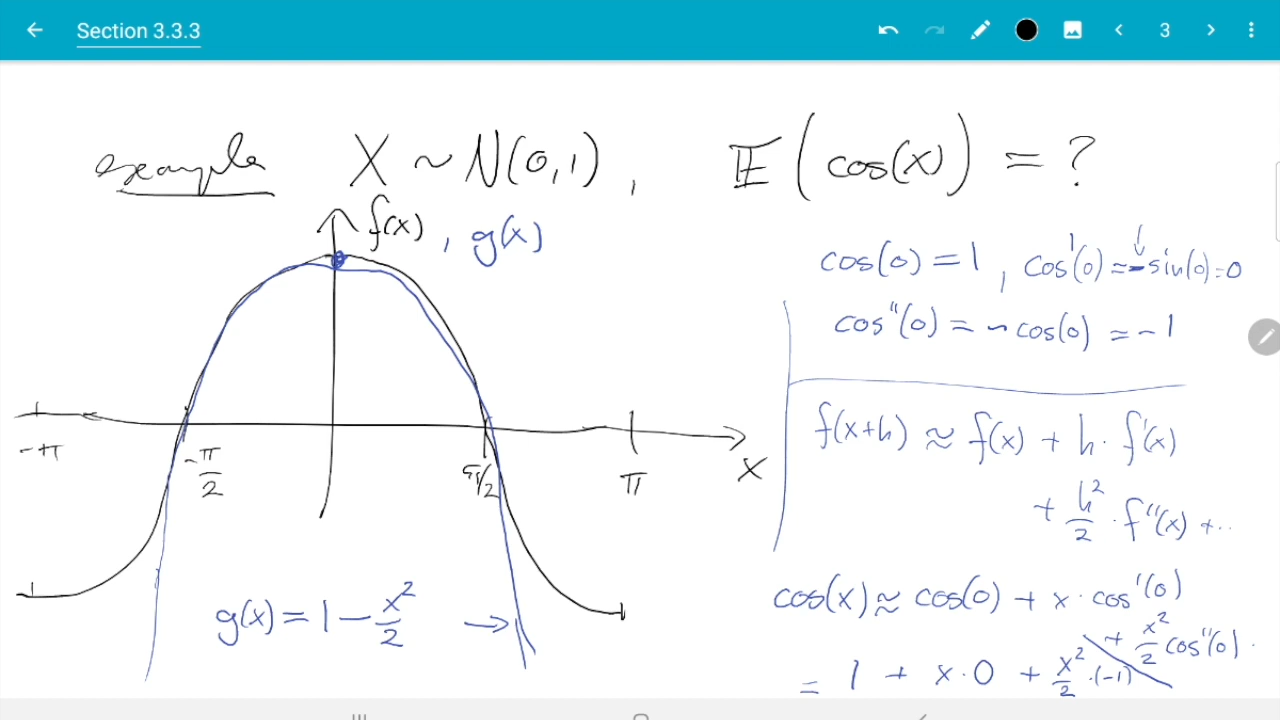 Section 3.3.3
3
example X ~ N(0,1), 𝔼(cos(X)) = ?
f(x), g(x)
cos(0) = 1, cos'(0) = -sin(0) = 0
cos''(0) = -cos(0) = -1
f(x+h) ≈ f(x) + h · f'(x)
+ h²/2 · f''(x) + ..
-π
-π/2
π/2
π
x
g(x) = 1 - x²/2 →
cos(x) ≈ cos(0) + x · cos'(0)
+ x²/2 cos''(0) .
= 1 + x · 0 + x²/2 · (-1)